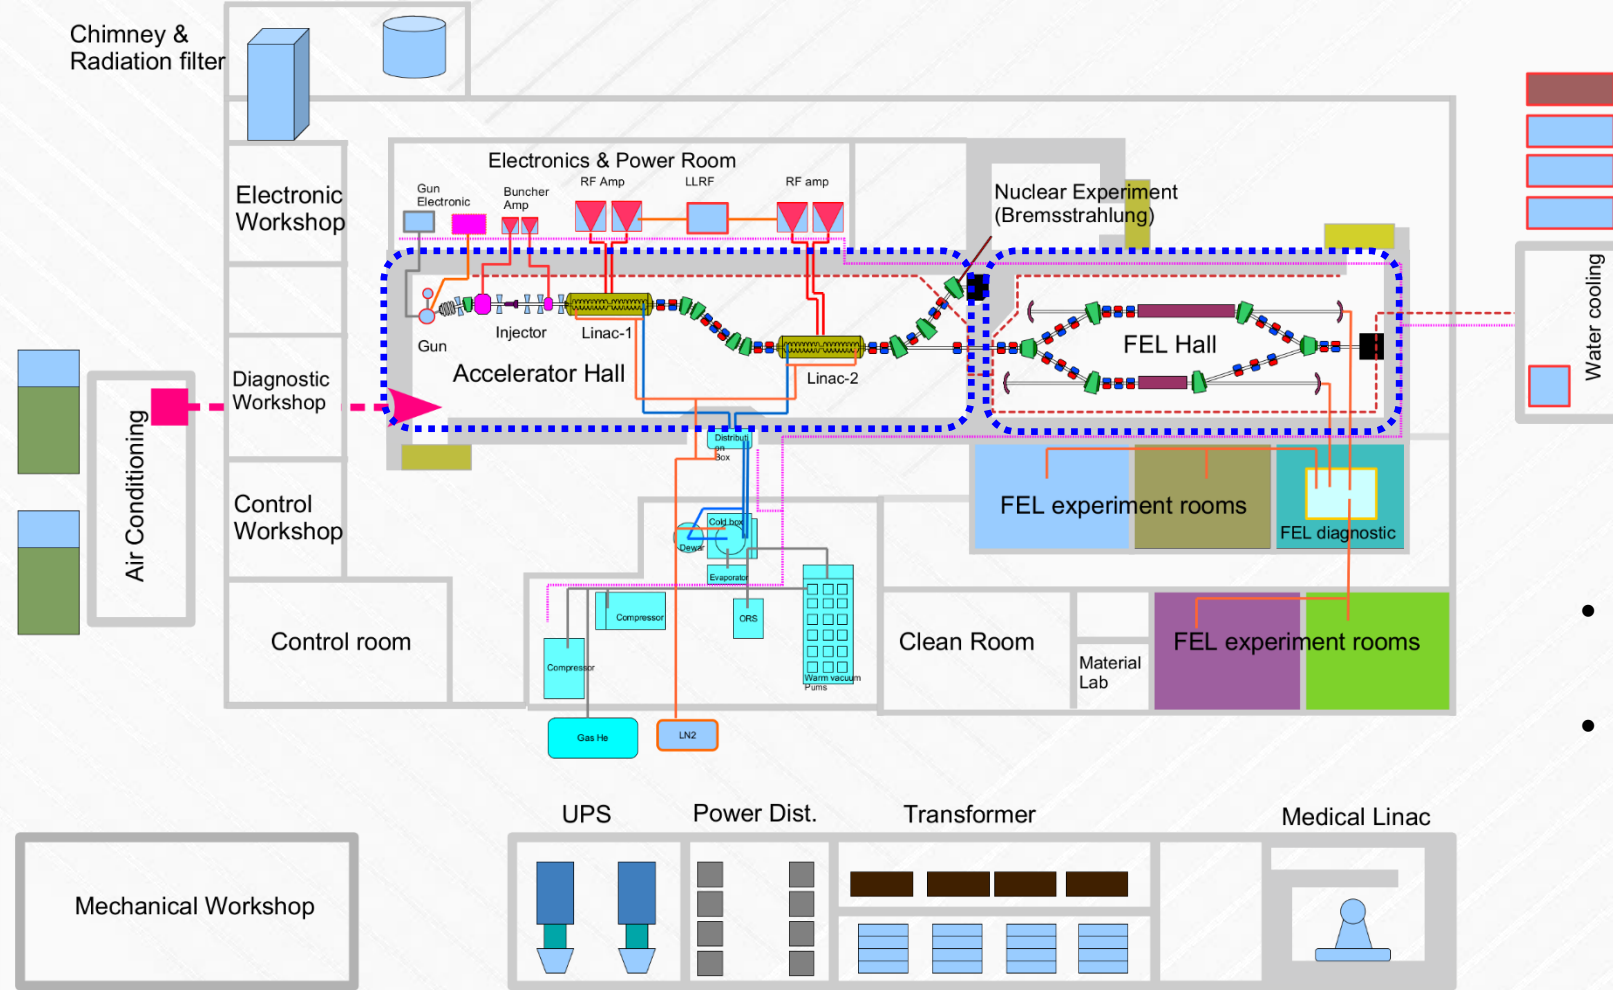 Chimney &
Radiation filter
Electronics & Power Room
Gun
Electronic
Buncher
Amp
RF Amp
LLRF
RF amp
Nuclear Experiment
(Bremsstrahlung)
Electronic
Workshop
Gun
Injector
Linac-1
Linac-2
Accelerator Hall
FEL Hall
Water cooling
Diagnostic
Workshop
Air Conditioning
Control
Workshop
Distributi
on
Box
Cold box
Dewar
Evaporator
FEL experiment rooms
FEL diagnostic
Compressor
ORS
Compressor
Warm vacuum
Pums
Control room
Clean Room
Material
Lab
FEL experiment rooms
Gas He
LN2
UPS
Power Dist.
Transformer
Medical Linac
Mechanical Workshop